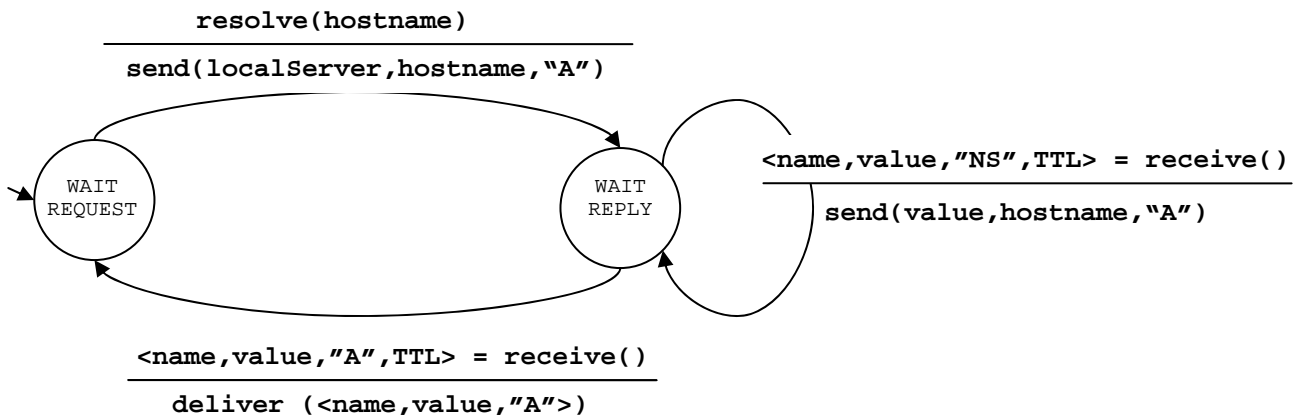 resolve(hostname)
send(localServer,hostname,“A”)
WAIT
REQUEST
WAIT
REPLY
<name,value,”NS”,TTL> = receive()
send(value,hostname,“A”)
<name,value,”A”,TTL> = receive()
deliver (<name,value,”A”>)